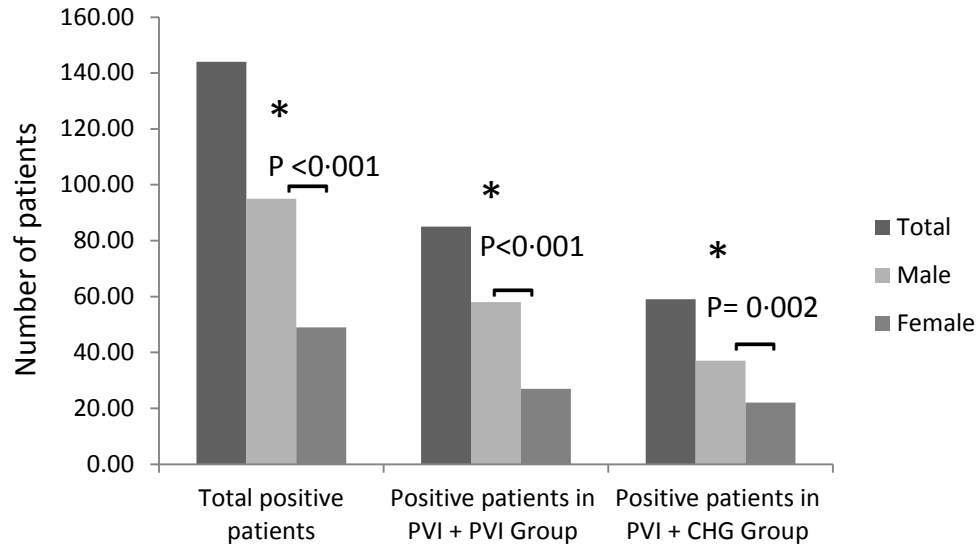 160.00
140.00
120.00
100.00
80.00
60.00
40.00
20.00
0.00
Number of patients
*
P <0·001
*
P<0·001
*
P= 0·002
Total
Male
Female
Total positive
patients
Positive patients in
PVI + PVI Group
Positive patients in
PVI + CHG Group